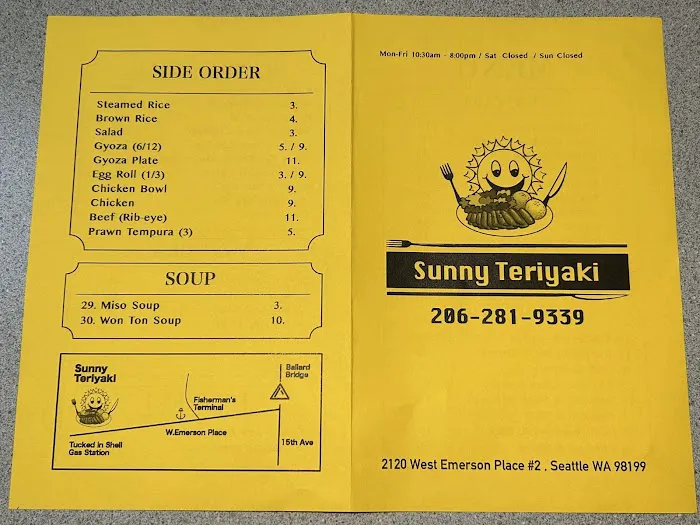 SIDE ORDER
Steamed Rice 3.
Brown Rice 4.
Salad 3.
Gyoza (6/12) 5. / 9.
Gyoza Plate 11.
Egg Roll (1/3) 3. / 9.
Chicken Bowl 9.
Chicken 9.
Beef (Rib-eye) 11.
Prawn Tempura (3) 5.
SOUP
29. Miso Soup 3.
30. Won Ton Soup 10.
Sunny
Teriyaki
Ballard
Bridge
Fisherman's
Terminal
W.Emerson Place
15th Ave
Tucked in Shell
Gas Station
Mon-Fri 10:30am - 8:00pm / Sat Closed / Sun Closed
Sunny Teriyaki
206-281-9339
2120 West Emerson Place #2 . Seattle WA 98199